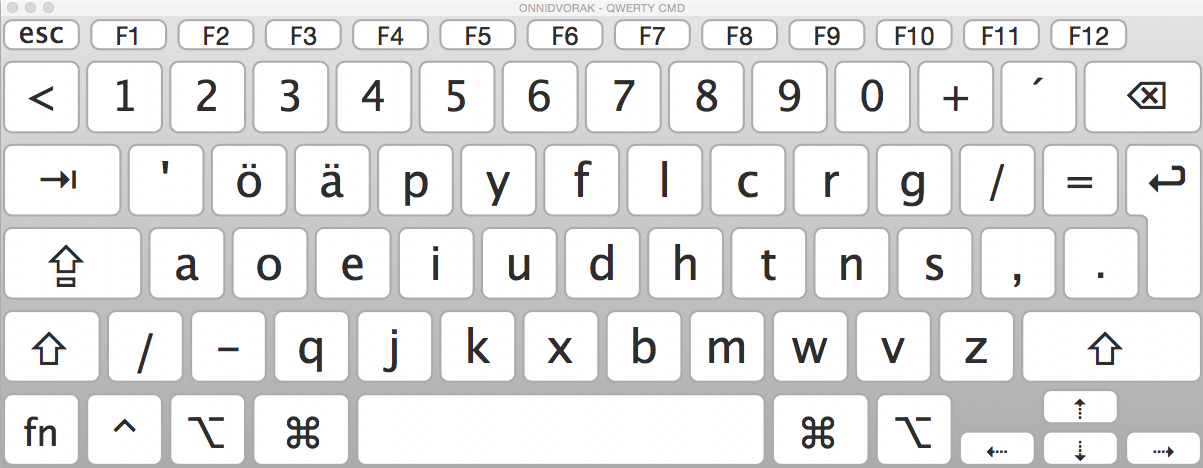 ONNIDVORAK - QWERTY CMD
esc F1 F2 F3 F4 F5 F6 F7 F8 F9 F10 F11 F12
< 1 2 3 4 5 6 7 8 9 0 + ´ ⌫
⇥ ' ö ä p y f l c r g / = ↩
⇪ a o e i u d h t n s , .
⇧ / - q j k x b m w v z ⇧
fn ^ ⌥ ⌘ ⌘ ⌥ ⇠ ⇡ ⇣ ⇢